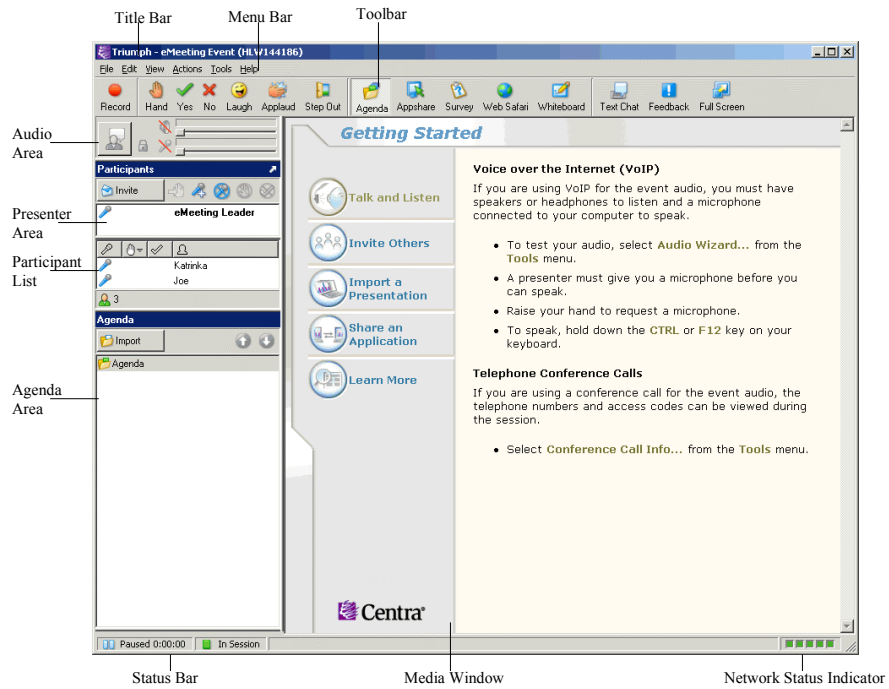 Title Bar
Menu Bar
Toolbar
Triumph - eMeeting Event (HLW144186)
File Edit View Actions Tools Help
Record Hand Yes No Laugh Applaud Step Out Agenda Appshare Survey Web Safari Whiteboard Text Chat Feedback Full Screen
Audio
Area
Participants
Invite
Presenter
Area
eMeeting Leader
Participant
List
Katrinka
Joe
3
Agenda
Import
Agenda
Agenda
Area
Getting Started
Talk and Listen
Invite Others
Import a
Presentation
Share an
Application
Learn More
Centra®
Voice over the Internet (VoIP)
If you are using VoIP for the event audio, you must have
speakers or headphones to listen and a microphone
connected to your computer to speak.
• To test your audio, select Audio Wizard... from the
Tools menu.
• A presenter must give you a microphone before you
can speak.
• Raise your hand to request a microphone.
• To speak, hold down the CTRL or F12 key on your
keyboard.
Telephone Conference Calls
If you are using a conference call for the event audio, the
telephone numbers and access codes can be viewed during
the session.
• Select Conference Call Info... from the Tools menu.
Paused 0:00:00
In Session
Status Bar
Media Window
Network Status Indicator